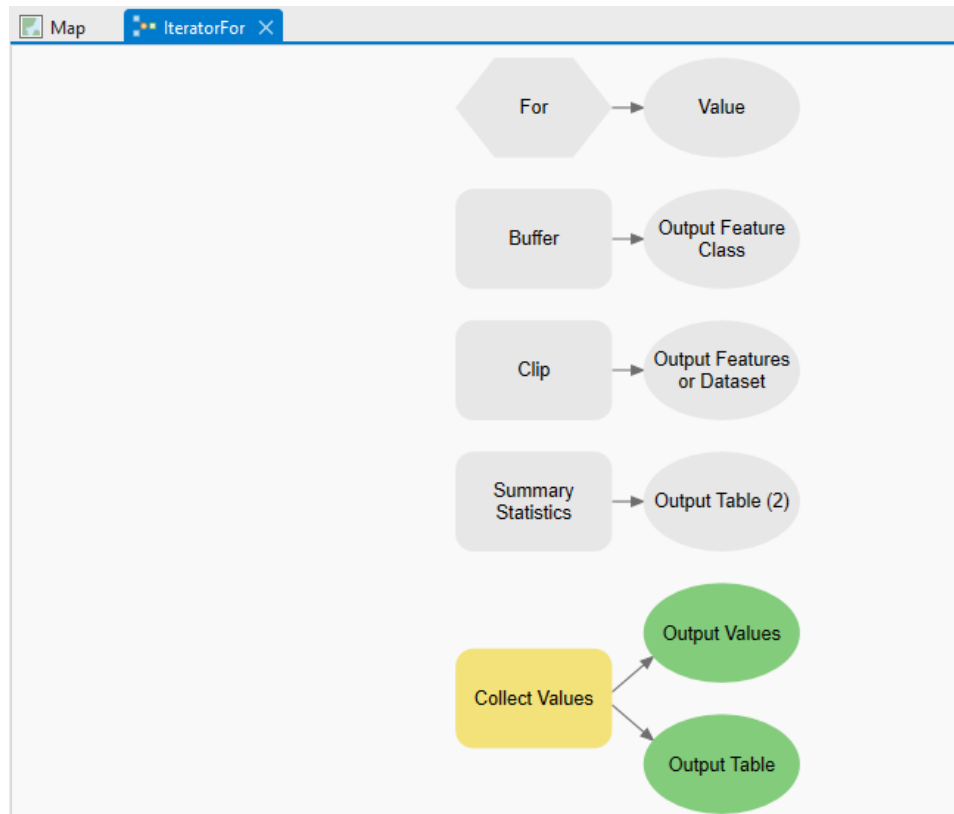 Map
IteratorFor
For
Value
Buffer
Output Feature
Class
Clip
Output Features
or Dataset
Summary
Statistics
Output Table (2)
Output Values
Collect Values
Output Table